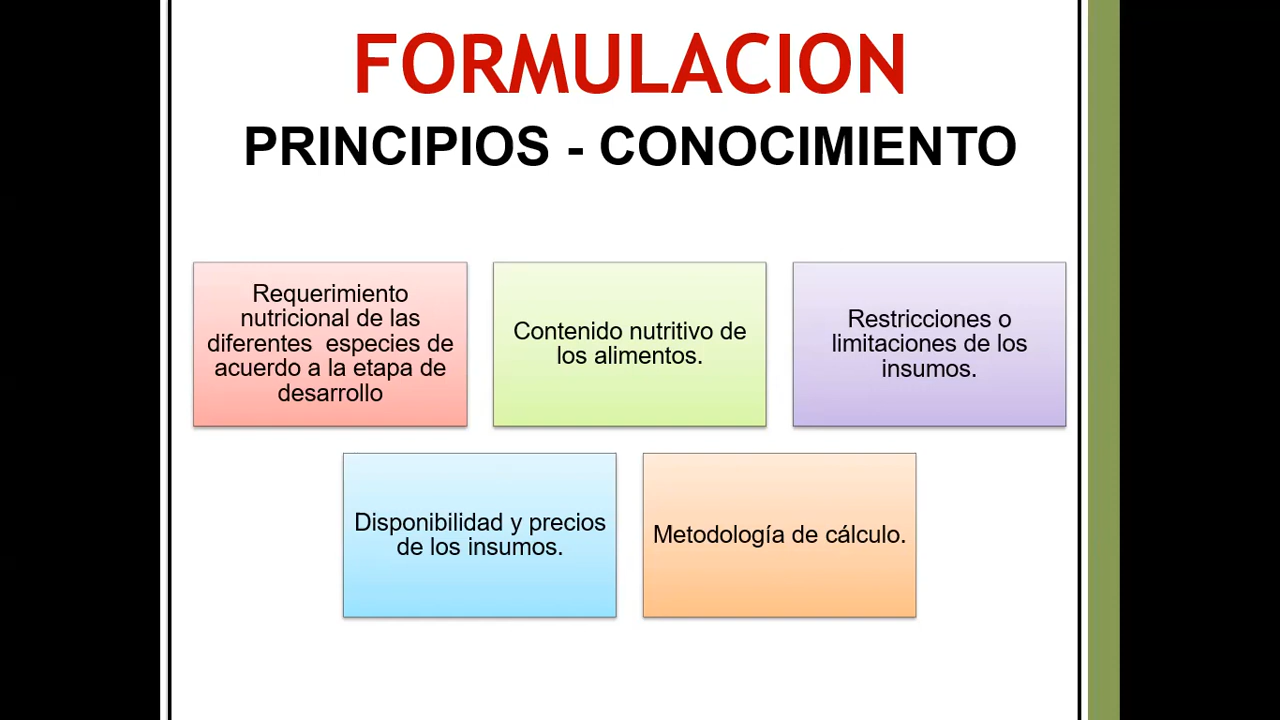 FORMULACION
PRINCIPIOS - CONOCIMIENTO
Requerimiento
nutricional de las
diferentes especies de
acuerdo a la etapa de
desarrollo
Contenido nutritivo de
los alimentos.
Restricciones o
limitaciones de los
insumos.
Disponibilidad y precios
de los insumos.
Metodología de cálculo.